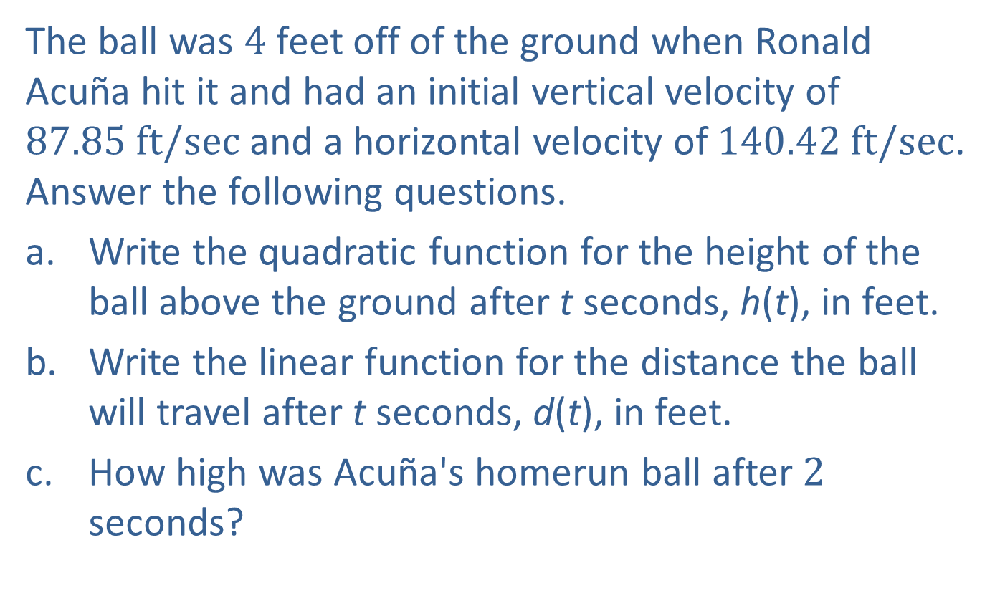 The ball was 4 feet off of the ground when Ronald
Acuña hit it and had an initial vertical velocity of
87.85 ft/sec and a horizontal velocity of 140.42 ft/sec.
Answer the following questions.
a. Write the quadratic function for the height of the
ball above the ground after t seconds, h(t), in feet.
b. Write the linear function for the distance the ball
will travel after t seconds, d(t), in feet.
c. How high was Acuña's homerun ball after 2
seconds?